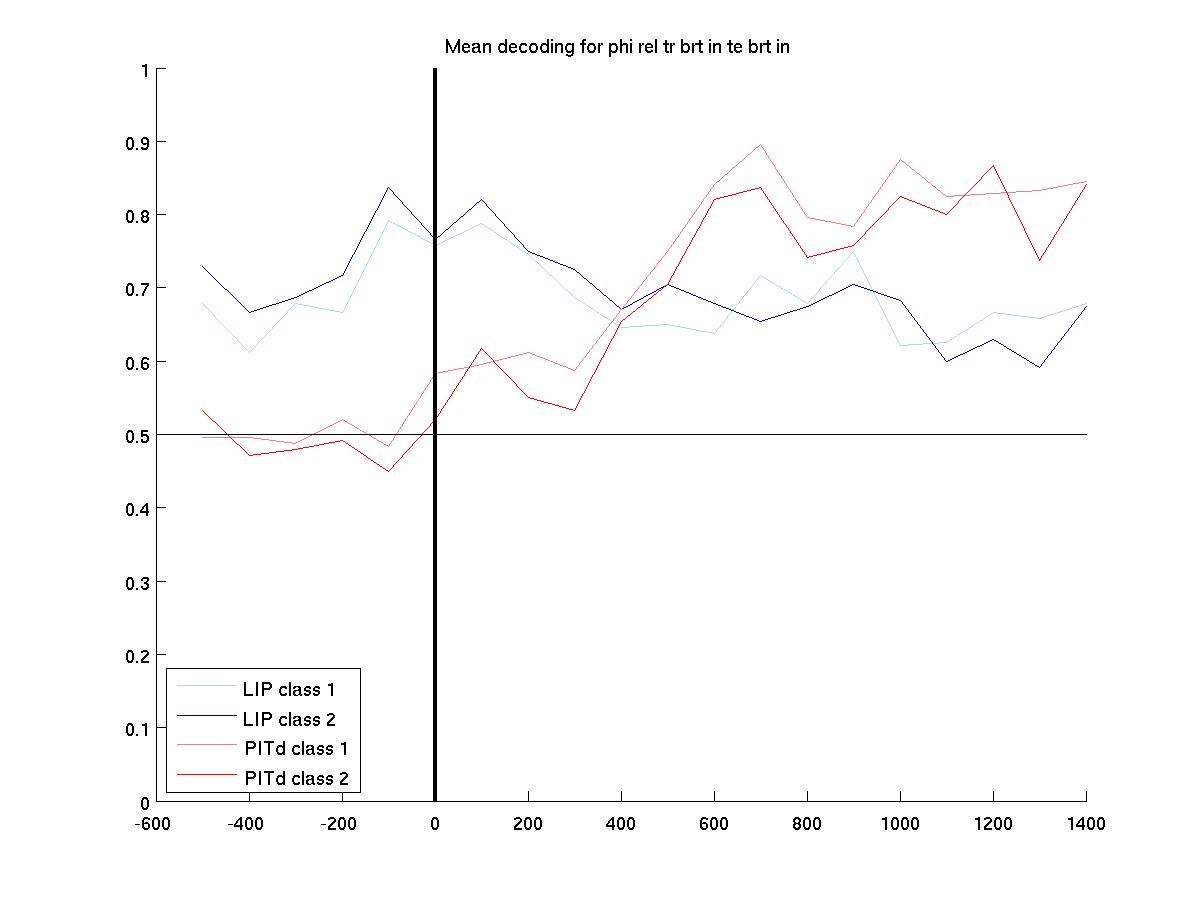 Mean decoding for phi rel tr brt in te brt in
1
0.9
0.8
0.7
0.6
0.5
0.4
0.3
0.2
0.1
0
LIP class 1
LIP class 2
PITd class 1
PITd class 2
-600 -400 -200 0 200 400 600 800 1000 1200 1400